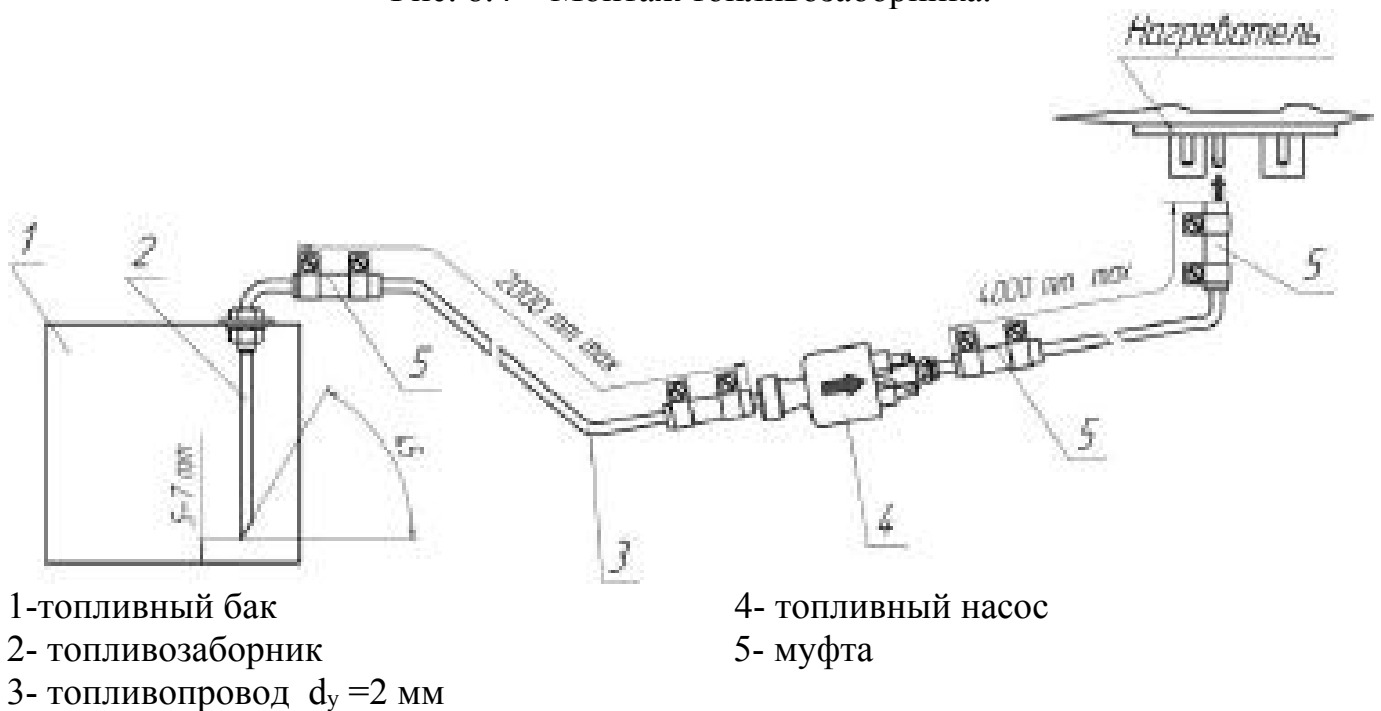 Нагреватель
1
2
5
2000 mm max
4000 mm max
5
5
5-7 mm
4
3
1-топливный бак
4- топливный насос
2- топливозаборник
5- муфта
3- топливопровод dу =2 мм